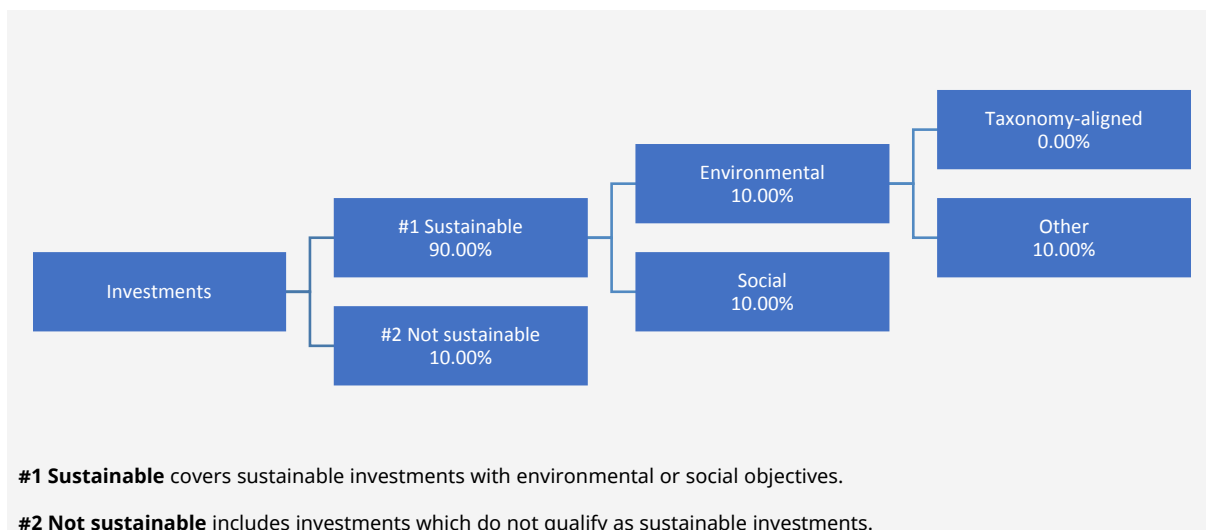 Taxonomy-aligned
0.00%
Environmental
10.00%
#1 Sustainable
90.00%
Other
10.00%
Investments
Social
10.00%
#2 Not sustainable
10.00%
#1 Sustainable covers sustainable investments with environmental or social objectives.
#2 Not sustainable includes investments which do not qualify as sustainable investments.